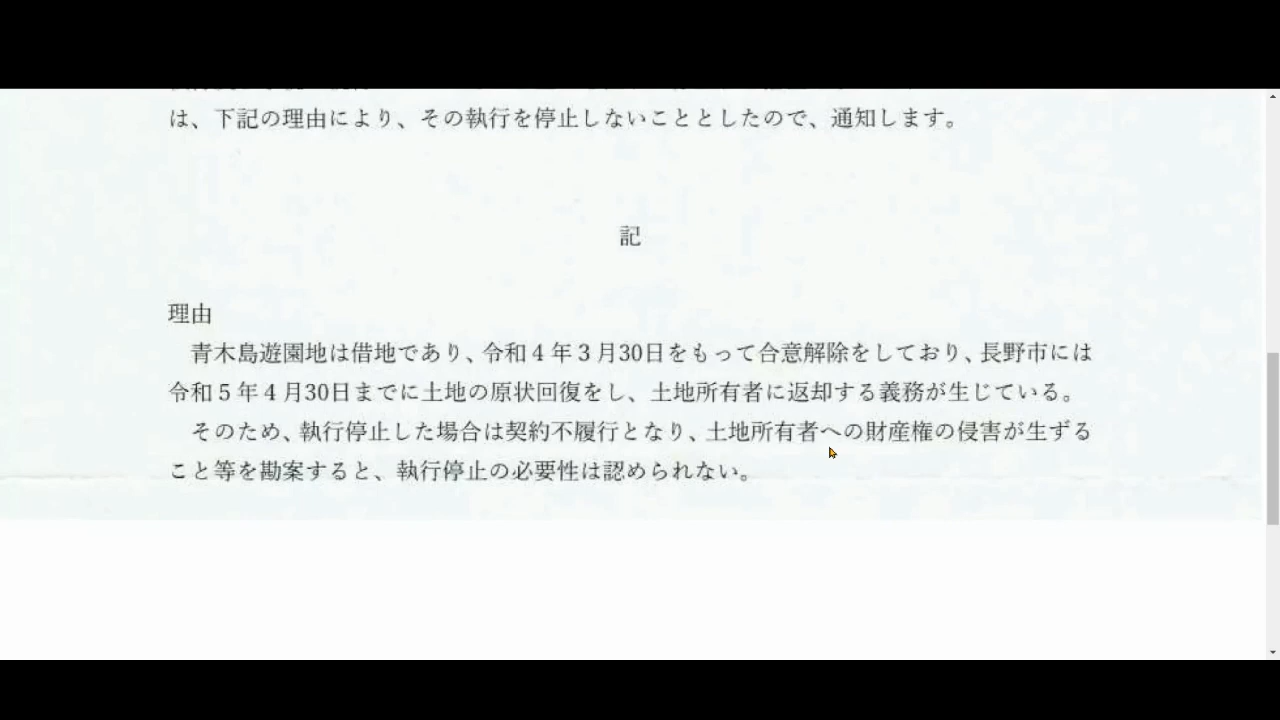 は、下記の理由により、その執行を停止しないこととしたので、通知します。
記
理由
青木島遊園地は借地であり、令和４年３月30日をもって合意解除をしており、長野市には
令和５年４月30日までに土地の原状回復をし、土地所有者に返却する義務が生じている。
そのため、執行停止した場合は契約不履行となり、土地所有者への財産権の侵害が生ずる
こと等を勘案すると、執行停止の必要性は認められない。